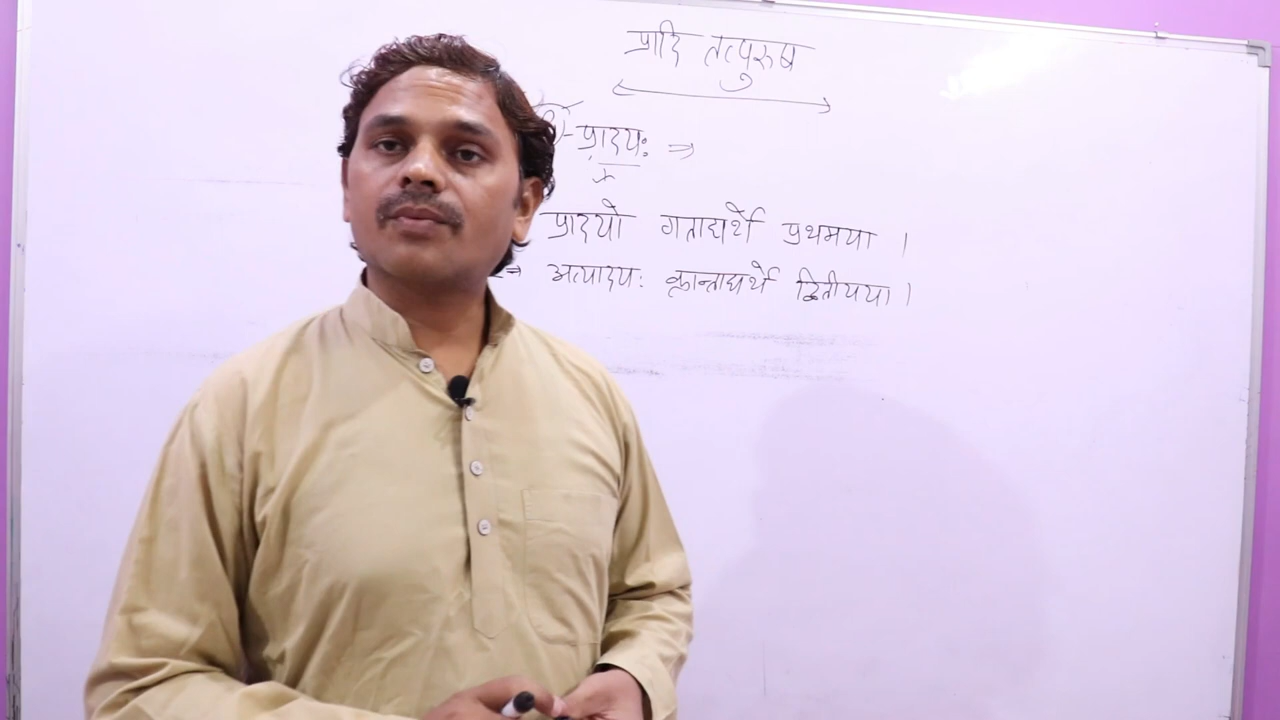 प्रादि तत्पुरुष
प्रादयः ⇒
प्रादयो गताद्यर्थे प्रथमया ।
⇒ अत्यादयः क्रान्ताद्यर्थे द्वितीयया ।